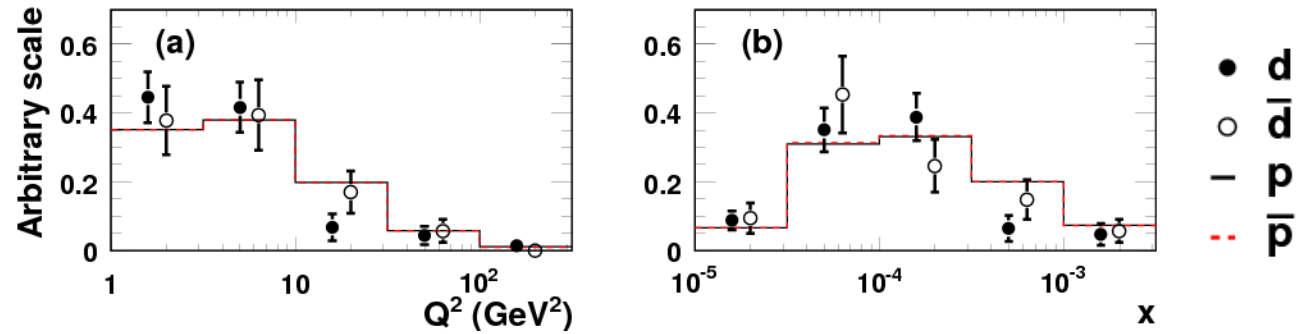 Arbitrary scale
0.6
0.4
0.2
0
(a)
1
10
10²
Q² (GeV²)
0.6
0.4
0.2
0
(b)
10⁻⁵
10⁻⁴
10⁻³
x
d
d̅
p
p̅